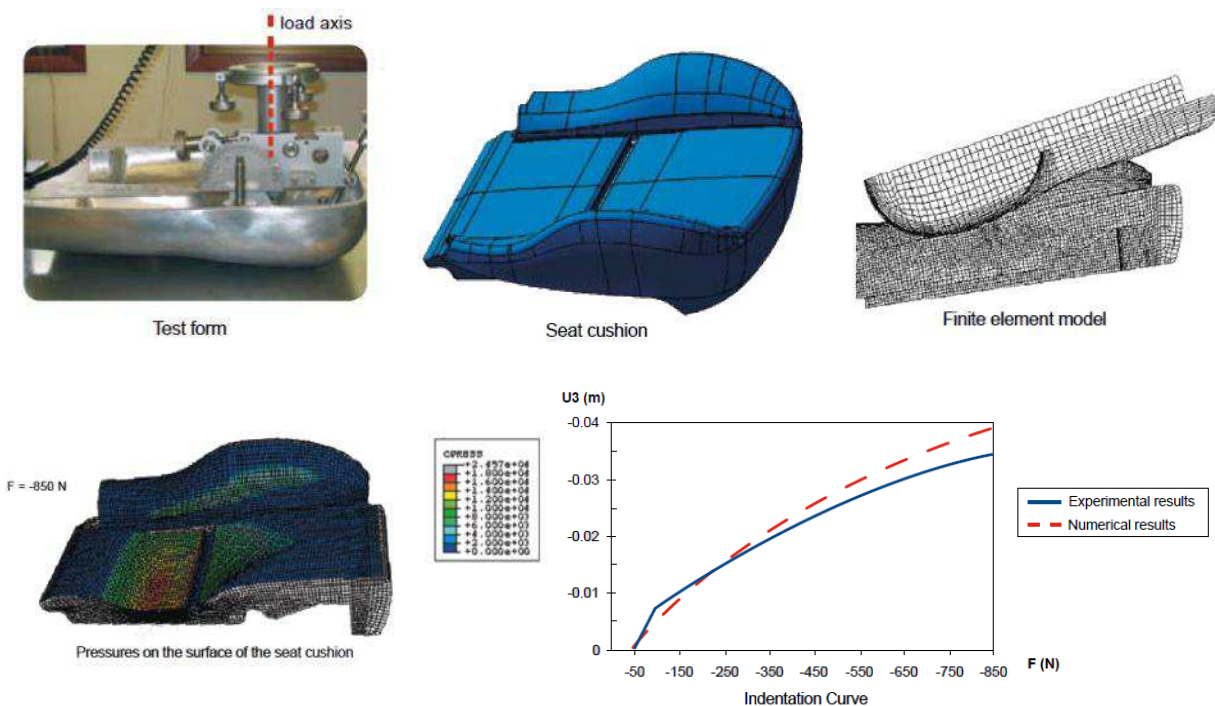 load axis
Test form
Seat cushion
Finite element model
F = -850 N
CPRESS
+2.497e+04
+1.800e+04
+1.600e+04
+1.400e+04
+1.200e+04
+1.000e+04
+8.000e+03
+6.000e+03
+4.000e+03
+2.000e+03
+0.000e+00
Pressures on the surface of the seat cushion
U3 (m)
-0.04
-0.03
-0.02
-0.01
0
-50 -150 -250 -350 -450 -550 -650 -750 -850
F (N)
Indentation Curve
Experimental results
Numerical results